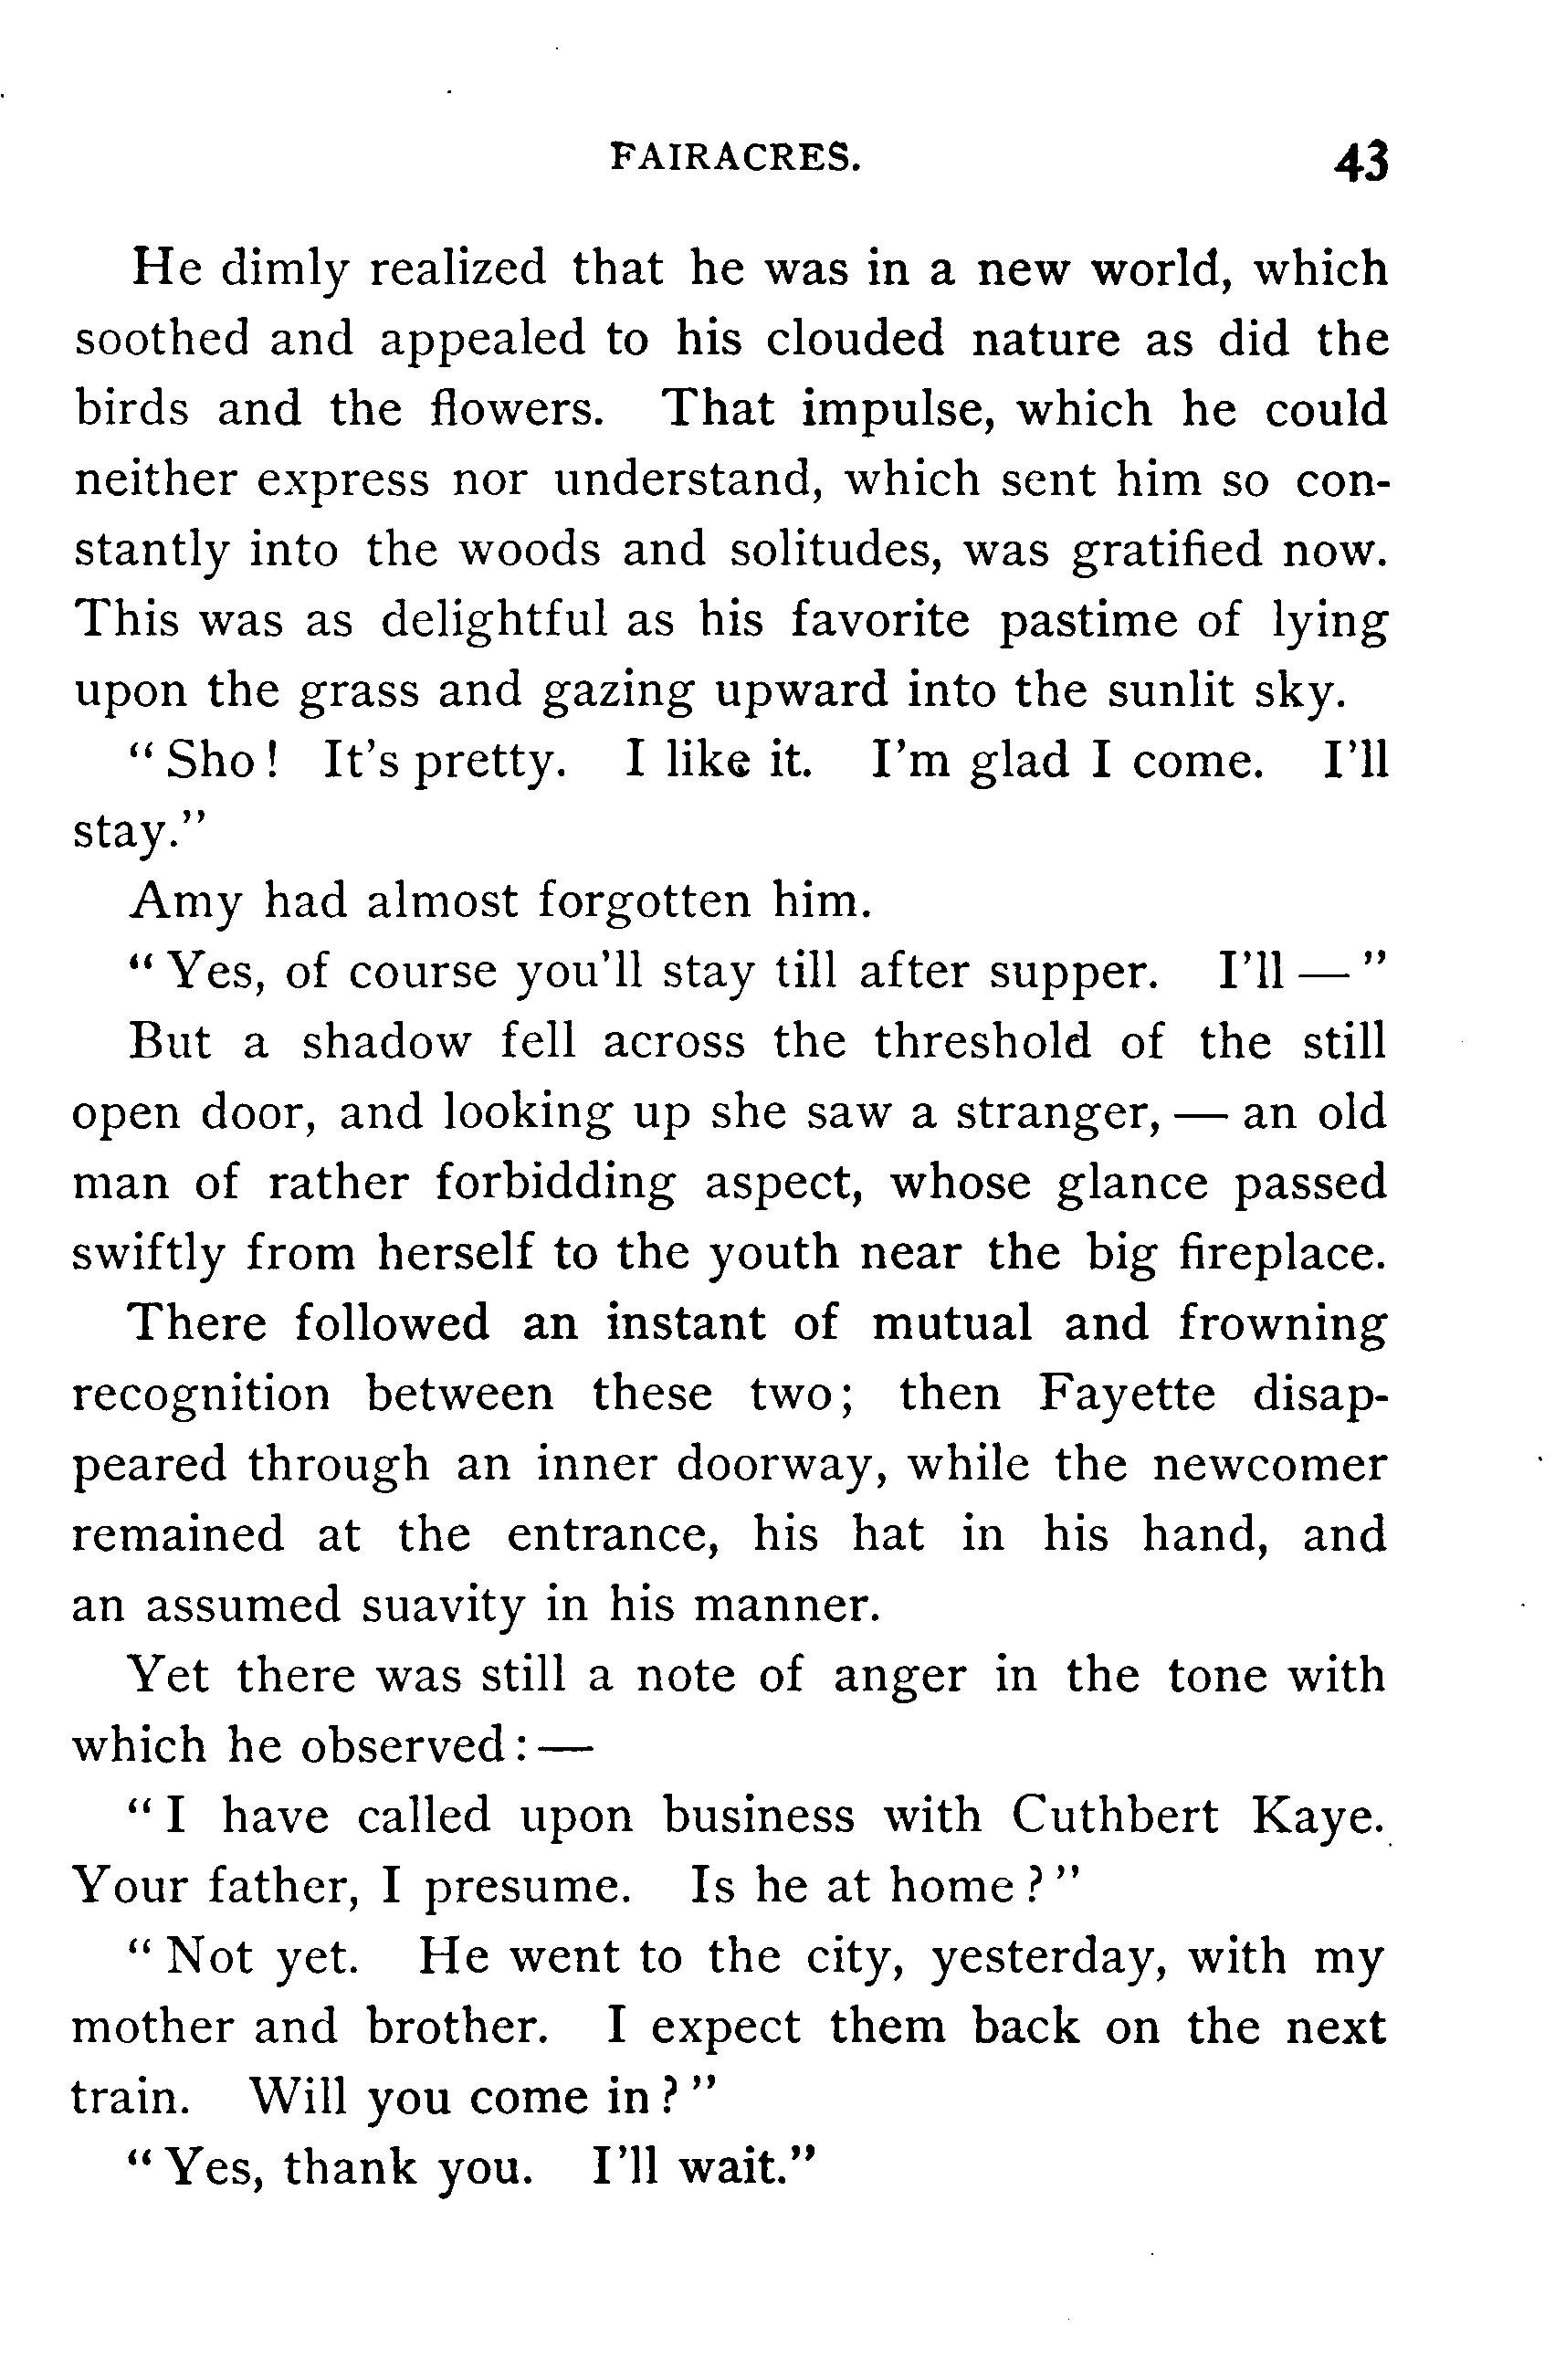 FAIRACRES. 43
He dimly realized that he was in a new world, which
soothed and appealed to his clouded nature as did the
birds and the flowers. That impulse, which he could
neither express nor understand, which sent him so con-
stantly into the woods and solitudes, was gratified now.
This was as delightful as his favorite pastime of lying
upon the grass and gazing upward into the sunlit sky.
“Sho! It’s pretty. I like it. I’m glad I come. I’ll
stay.”
Amy had almost forgotten him.
“Yes, of course you’ll stay till after supper. I’ll—”
But a shadow fell across the threshold of the still
open door, and looking up she saw a stranger,—an old
man of rather forbidding aspect, whose glance passed
swiftly from herself to the youth near the big fireplace.
There followed an instant of mutual and frowning
recognition between these two; then Fayette disap-
peared through an inner doorway, while the newcomer
remained at the entrance, his hat in his hand, and
an assumed suavity in his manner.
Yet there was still a note of anger in the tone with
which he observed:—
“I have called upon business with Cuthbert Kaye.
Your father, I presume. Is he at home?”
“Not yet. He went to the city, yesterday, with my
mother and brother. I expect them back on the next
train. Will you come in?”
“Yes, thank you. I’ll wait.”